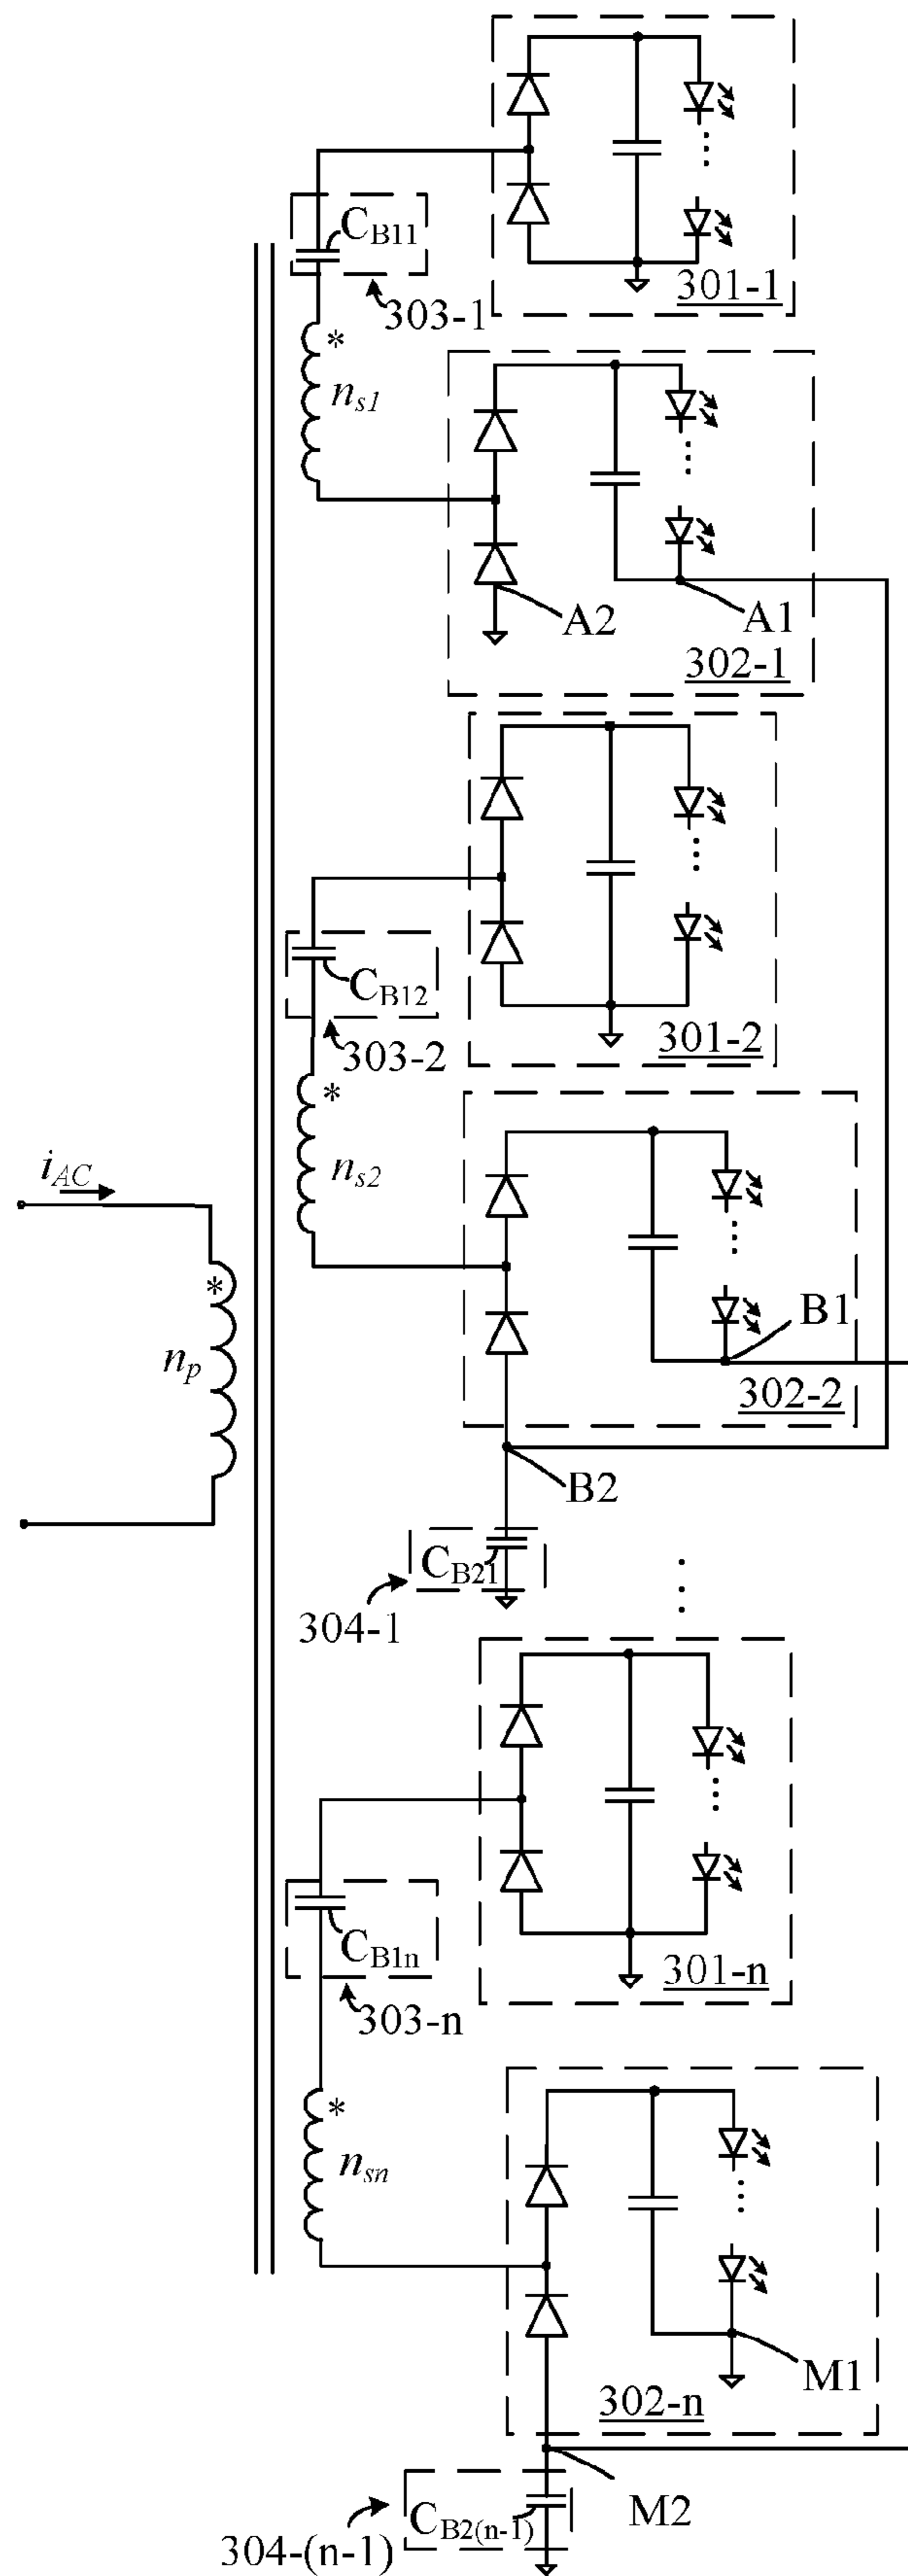 C_B11
301-1
303-1
*
n_s1
A2
A1
302-1
C_B12
303-2
301-2
*
n_s2
i_AC
*
n_p
B1
302-2
B2
C_B21
304-1
C_B1n
303-n
301-n
*
n_sn
M1
302-n
M2
C_B2(n-1)
304-(n-1)